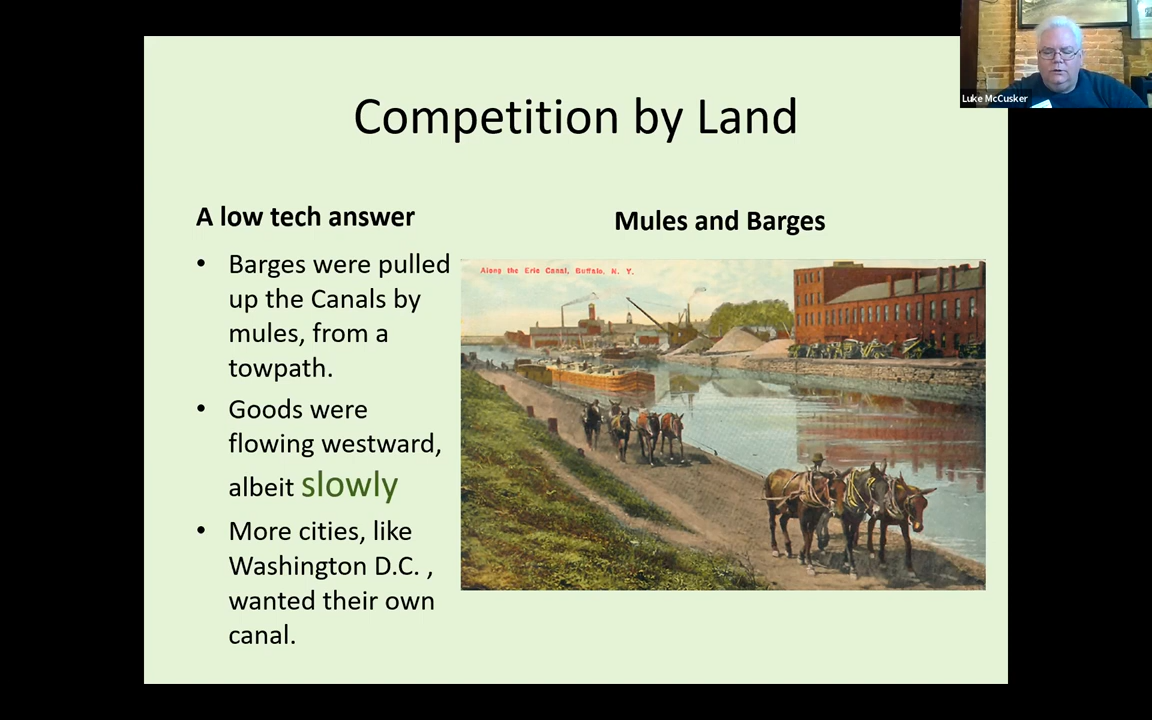 Competition by Land
Luke McCusker
A low tech answer
• Barges were pulled
up the Canals by
mules, from a
towpath.
• Goods were
flowing westward,
albeit slowly
• More cities, like
Washington D.C. ,
wanted their own
canal.
Mules and Barges
Along the Erie Canal, Buffalo, N. Y.